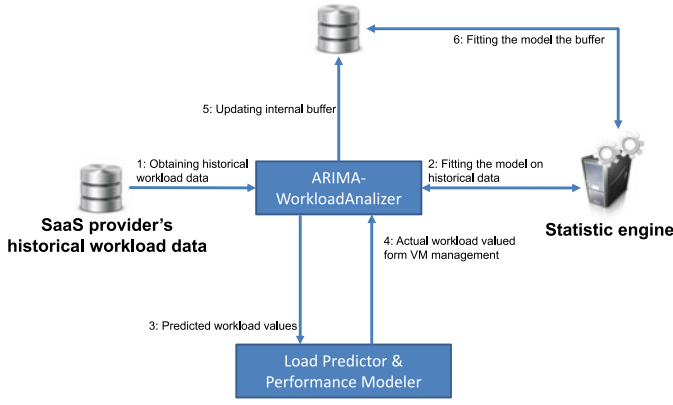 6: Fitting the model the buffer
5: Updating internal buffer
1: Obtaining historical
workload data
ARIMA-
WorkloadAnalizer
2: Fitting the model on
historical data
SaaS provider's
historical workload data
Statistic engine
4: Actual workload valued
form VM management
3: Predicted workload values
Load Predictor &
Performance Modeler